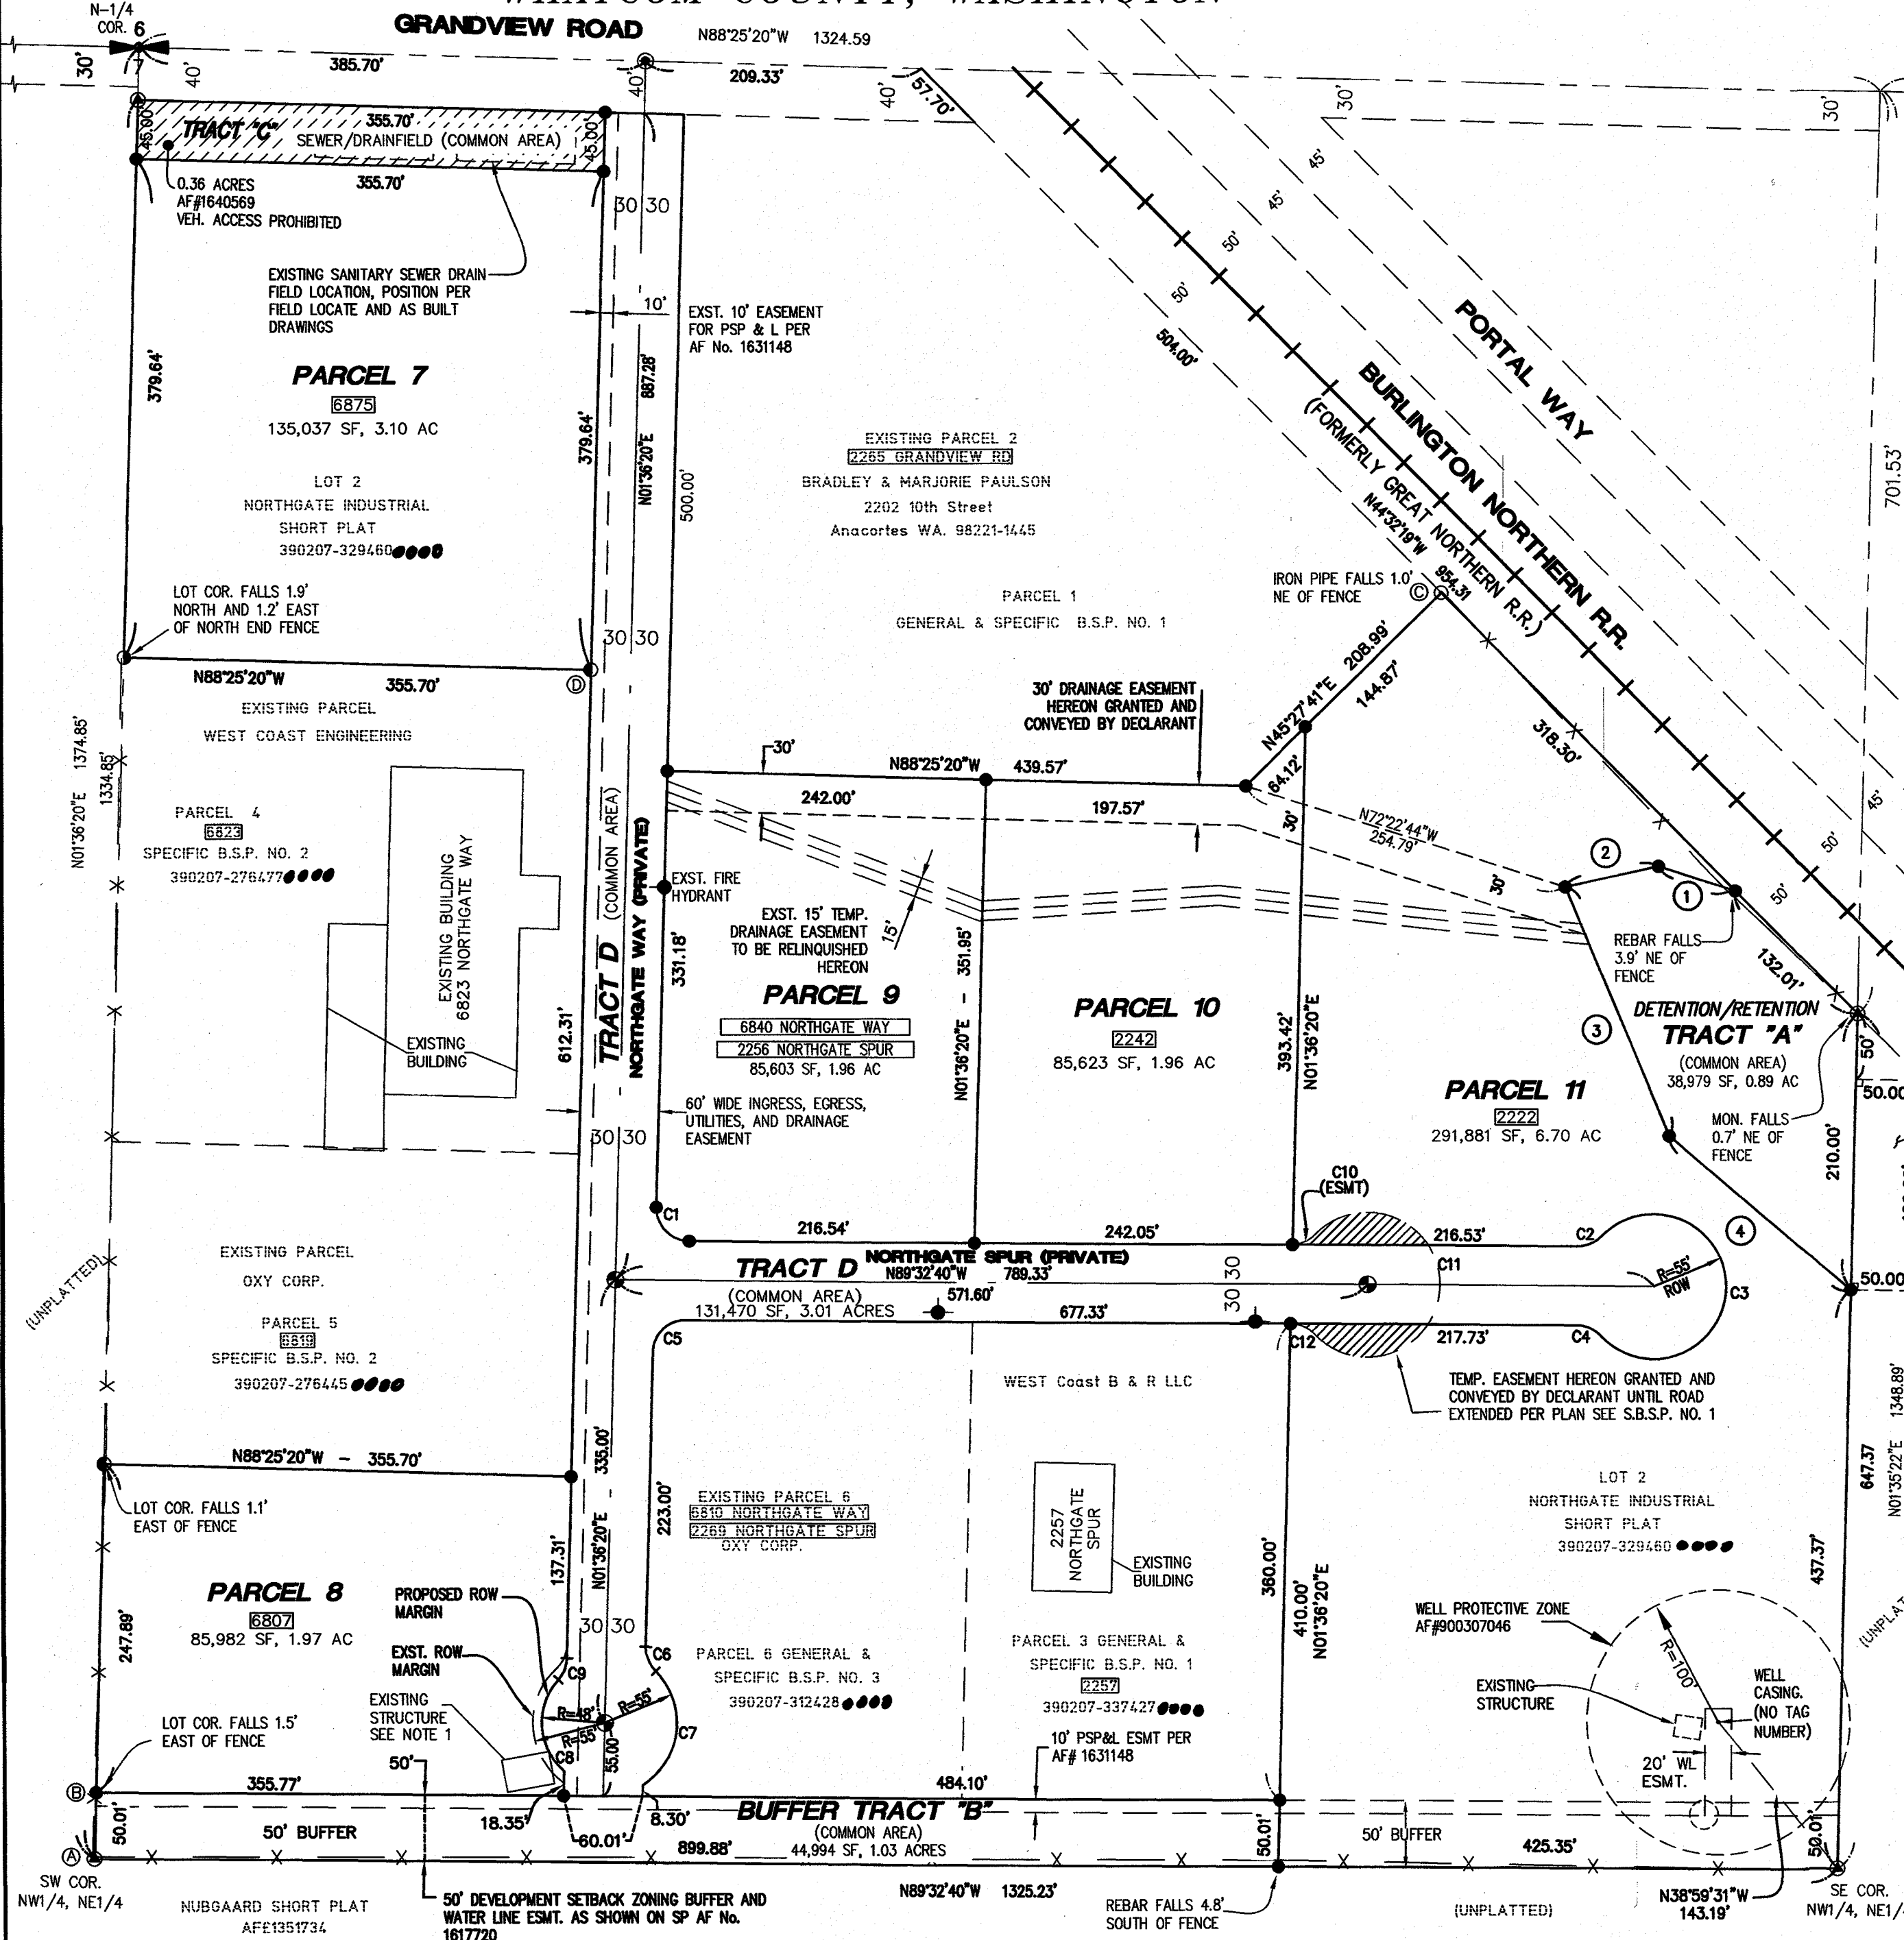 N-1/4
COR. 6
7
GRANDVIEW ROAD
N88°25'20"W 1324.59
30'
40'
385.70'
40'
209.33'
40'
57.70'
30'
30'
TRACT "C"
355.70'
SEWER/DRAINFIELD (COMMON AREA)
45.00'
45.00'
355.70'
0.36 ACRES
AF#1640569
VEH. ACCESS PROHIBITED
30 30
45'
45'
50'
50'
504.00'
EXISTING SANITARY SEWER DRAIN
FIELD LOCATION, POSITION PER
FIELD LOCATE AND AS BUILT
DRAWINGS
10'
EXST. 10' EASEMENT
FOR PSP & L PER
AF No. 1631148
PORTAL WAY
BURLINGTON NORTHERN R.R.
(FORMERLY GREAT NORTHERN R.R.)
N44°32'19"W
954.31
701.53'
379.64'
PARCEL 7
6875
135,037 SF, 3.10 AC
379.64'
N01°36'20"E 887.28'
500.00'
LOT 2
NORTHGATE INDUSTRIAL
SHORT PLAT
390207-329460
EXISTING PARCEL 2
2265 GRANDVIEW RD
BRADLEY & MARJORIE PAULSON
2202 10th Street
Anacortes WA. 98221-1445
LOT COR. FALLS 1.9'
NORTH AND 1.2' EAST
OF NORTH END FENCE
PARCEL 1
GENERAL & SPECIFIC B.S.P. NO. 1
IRON PIPE FALLS 1.0'
NE OF FENCE
C
30 30
N88°25'20"W 355.70'
D
N45°27'41"E
208.99'
144.87'
64.12'
318.30'
30' DRAINAGE EASEMENT
HEREON GRANTED AND
CONVEYED BY DECLARANT
EXISTING PARCEL
WEST COAST ENGINEERING
N01°36'20"E 1374.85'
1334.85'
30'
N88°25'20"W 439.57'
242.00'
197.57'
30'
N72°22'44"W
254.79'
30'
45'
50'
50'
PARCEL 4
6823
SPECIFIC B.S.P. NO. 2
390207-276477
EXISTING BUILDING
6823 NORTHGATE WAY
TRACT D (COMMON AREA)
NORTHGATE WAY (PRIVATE)
EXST. FIRE
HYDRANT
EXST. 15' TEMP.
DRAINAGE EASEMENT
TO BE RELINQUISHED
HEREON
15'
2
1
REBAR FALLS
3.9' NE OF
FENCE
132.01'
EXISTING
BUILDING
612.31'
331.18'
PARCEL 9
6840 NORTHGATE WAY
2256 NORTHGATE SPUR
85,603 SF, 1.96 AC
N01°36'20"E - 351.95'
PARCEL 10
2242
85,623 SF, 1.96 AC
393.42'
N01°36'20"E
3
DETENTION/RETENTION
TRACT "A"
(COMMON AREA)
38,979 SF, 0.89 AC
50'
50.00
PARCEL 11
2222
291,881 SF, 6.70 AC
60' WIDE INGRESS, EGRESS,
UTILITIES, AND DRAINAGE
EASEMENT
30 30
MON. FALLS
0.7' NE OF
FENCE
210.00'
C10
(ESMT)
C1
216.54'
242.05'
216.53'
C2
4
(UNPLATTED)
EXISTING PARCEL
OXY CORP.
TRACT D
NORTHGATE SPUR (PRIVATE)
N89°32'40"W 789.33'
(COMMON AREA)
131,470 SF, 3.01 ACRES
571.60'
677.33'
30 30
C11
R=55'
ROW
C3
50.00
C5
C12
217.73'
C4
PARCEL 5
6819
SPECIFIC B.S.P. NO. 2
390207-276445
WEST Coast B & R LLC
TEMP. EASEMENT HEREON GRANTED AND
CONVEYED BY DECLARANT UNTIL ROAD
EXTENDED PER PLAN SEE S.B.S.P. NO. 1
N01°35'22"E 1348.89'
647.37
N88°25'20"W - 355.70'
335.00'
LOT COR. FALLS 1.1'
EAST OF FENCE
N01°36'20"E
223.00'
EXISTING PARCEL 6
6810 NORTHGATE WAY
2269 NORTHGATE SPUR
OXY CORP.
2257
NORTHGATE
SPUR
EXISTING
BUILDING
LOT 2
NORTHGATE INDUSTRIAL
SHORT PLAT
390207-329460
137.31'
360.00'
410.00'
N01°36'20"E
437.37'
PARCEL 8
6807
85,982 SF, 1.97 AC
247.89'
PROPOSED ROW
MARGIN
EXST. ROW
MARGIN
30 30
C6
C9
WELL PROTECTIVE ZONE
AF#900307046
R=100'
PARCEL 6 GENERAL &
SPECIFIC B.S.P. NO. 3
390207-312428
PARCEL 3 GENERAL &
SPECIFIC B.S.P. NO. 1
2257
390207-337427
EXISTING
STRUCTURE
SEE NOTE 1
R=48'
R=55'
R=55'
C7
C8
55.00
EXISTING
STRUCTURE
WELL
CASING.
(NO TAG
NUMBER)
20' WL
ESMT.
LOT COR. FALLS 1.5'
EAST OF FENCE
50'
10' PSP&L ESMT PER
AF# 1631148
B
355.77'
484.10'
50.01'
50' BUFFER
18.35'
60.01'
8.30'
BUFFER TRACT "B"
(COMMON AREA)
44,994 SF, 1.03 ACRES
899.88'
50.01'
50' BUFFER
425.35'
50.01'
A
SW COR.
NW1/4, NE1/4
NUBGAARD SHORT PLAT
AF£1351734
50' DEVELOPMENT SETBACK ZONING BUFFER AND
WATER LINE ESMT. AS SHOWN ON SP AF No.
1617720
N89°32'40"W 1325.23'
REBAR FALLS 4.8'
SOUTH OF FENCE
(UNPLATTED)
N38°59'31"W
143.19'
SE COR.
NW1/4, NE1/